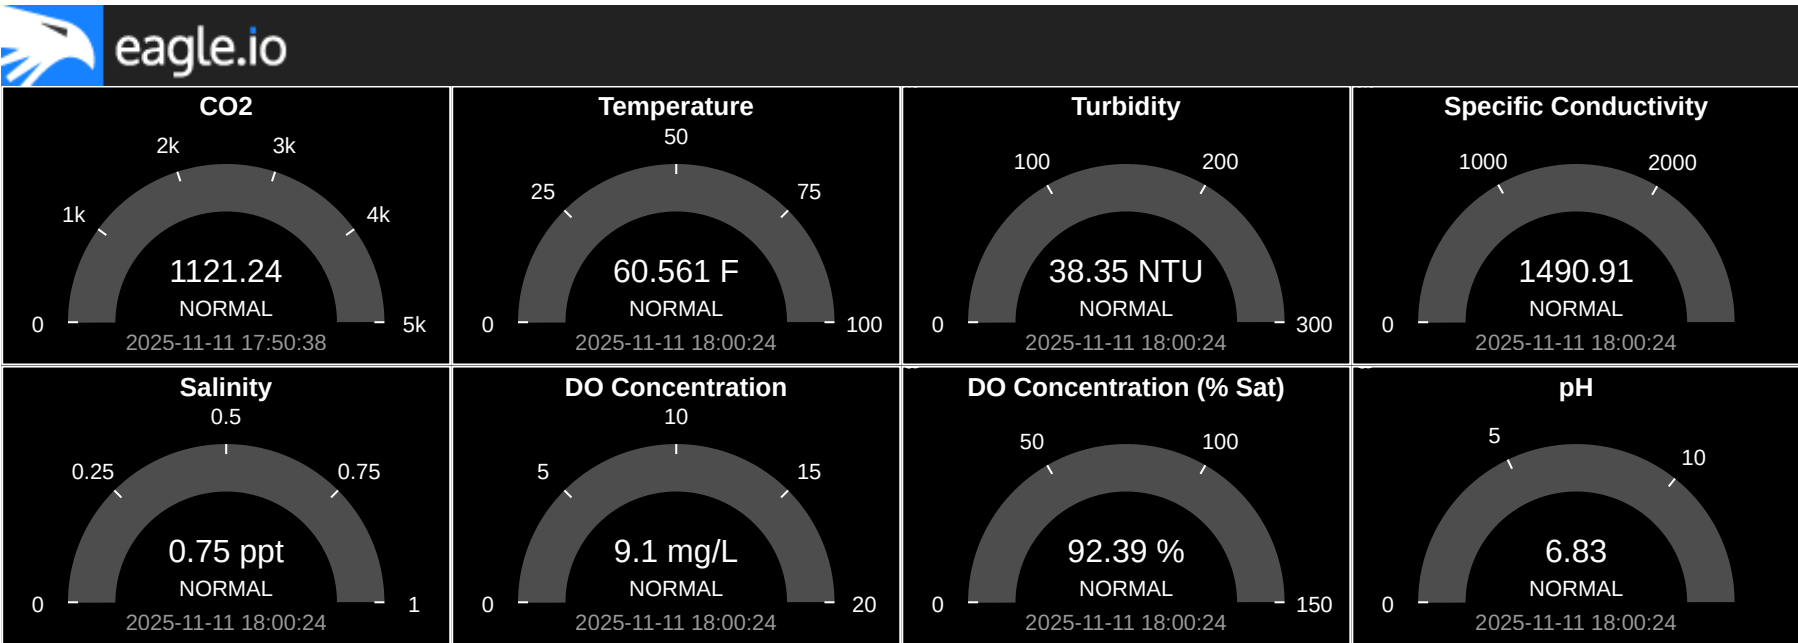 eagle.io
CO2
2k
3k
1k
4k
1121.24
NORMAL
0
5k
2025-11-11 17:50:38
Temperature
50
25
75
60.561 F
NORMAL
0
100
2025-11-11 18:00:24
Turbidity
100
200
38.35 NTU
NORMAL
0
300
2025-11-11 18:00:24
Specific Conductivity
1000
2000
1490.91
NORMAL
0
2025-11-11 18:00:24
Salinity
0.5
0.25
0.75
0.75 ppt
NORMAL
0
1
2025-11-11 18:00:24
DO Concentration
10
5
15
9.1 mg/L
NORMAL
0
20
2025-11-11 18:00:24
DO Concentration (% Sat)
50
100
92.39 %
NORMAL
0
150
2025-11-11 18:00:24
pH
5
10
6.83
NORMAL
0
2025-11-11 18:00:24